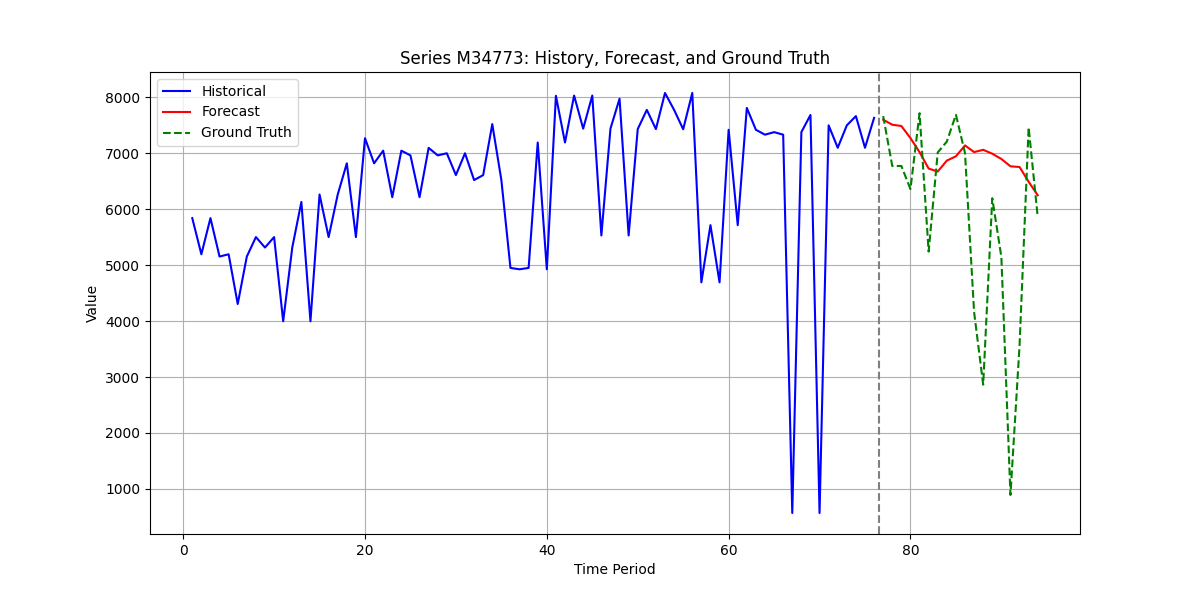 Series M34773: History, Forecast, and Ground Truth
Historical
Forecast
Ground Truth
8000
7000
6000
5000
4000
3000
2000
1000
Value
0
20
40
60
80
Time Period